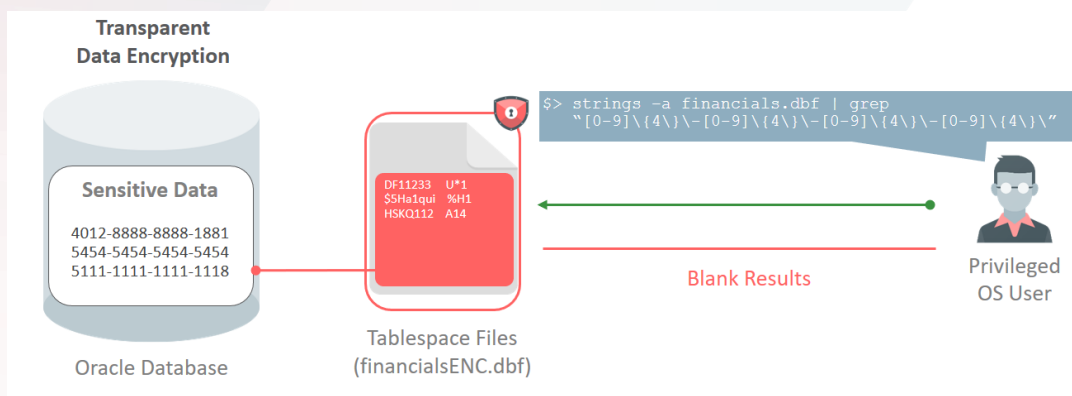 Transparent
Data Encryption
Sensitive Data
4012-8888-8888-1881
5454-5454-5454-5454
5111-1111-1111-1118
Oracle Database
DF11233 U*1
$5Ha1qui %H1
HSKQ112 A14
Tablespace Files
(financialsENC.dbf)
$> strings –a financials.dbf | grep
“[0-9]\{4\}\-[0-9]\{4\}\-[0-9]\{4\}\-[0-9]\{4\}\”
Blank Results
Privileged
OS User